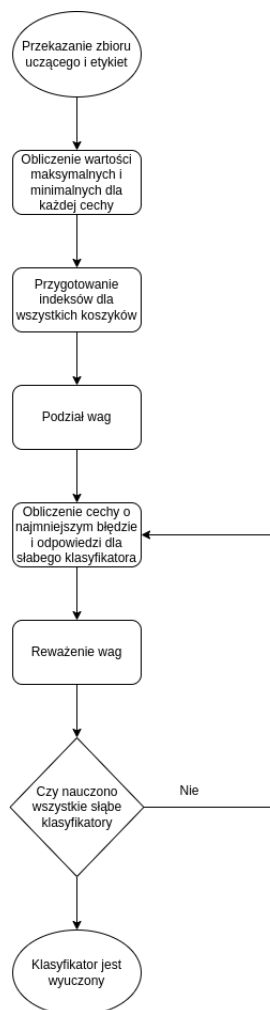 Przekazanie zbioru
uczącego i etykiet
Obliczenie wartości
maksymalnych i
minimalnych dla
każdej cechy
Przygotowanie
indeksów dla
wszystkich koszyków
Podział wag
Obliczenie cechy o
najmniejszym błędzie
i odpowiedzi dla
słabego klasyfikatora
Reważenie wag
Czy nauczono
wszystkie słąbe
klasyfikatory
Nie
Klasyfikator jest
wyuczony